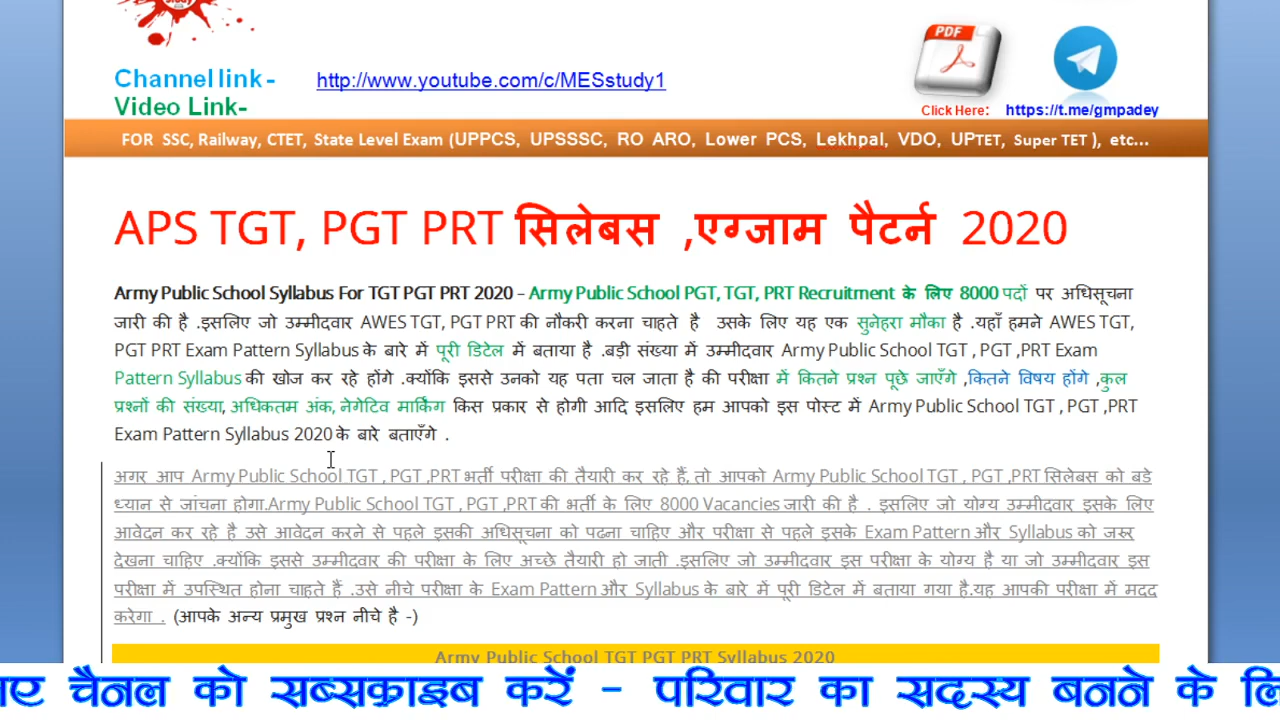 Study
PDF
Channel link -
http://www.youtube.com/c/MESstudy1
Video Link-
Click Here:
https://t.me/gmpadey
FOR SSC, Railway, CTET, State Level Exam (UPPCS, UPSSSC, RO ARO, Lower PCS, Lekhpal, VDO, UPTET, Super TET ), etc...
APS TGT, PGT PRT सिलेबस ,एग्जाम पैटर्न 2020
Army Public School Syllabus For TGT PGT PRT 2020 – Army Public School PGT, TGT, PRT Recruitment के लिए 8000 पदों पर अधिसूचना
जारी की है .इसलिए जो उम्मीदवार AWES TGT, PGT PRT की नौकरी करना चाहते है उसके लिए यह एक सुनेहरा मौका है .यहाँ हमने AWES TGT,
PGT PRT Exam Pattern Syllabus के बारे में पूरी डिटेल में बताया है .बड़ी संख्या में उम्मीदवार Army Public School TGT , PGT ,PRT Exam
Pattern Syllabus की खोज कर रहे होंगे .क्योंकि इससे उनको यह पता चल जाता है की परीक्षा में कितने प्रश्न पूछे जाएँगे ,कितने विषय होंगे ,कुल
प्रश्नों की संख्या, अधिकतम अंक, नेगेटिव मार्किंग किस प्रकार से होगी आदि इसलिए हम आपको इस पोस्ट में Army Public School TGT , PGT ,PRT
Exam Pattern Syllabus 2020 के बारे बताएँगे .
अगर आप Army Public School TGT , PGT ,PRT भर्ती परीक्षा की तैयारी कर रहे हैं, तो आपको Army Public School TGT , PGT ,PRT सिलेबस को बडे
ध्यान से जांचना होगा.Army Public School TGT , PGT ,PRT की भर्ती के लिए 8000 Vacancies जारी की है . इसलिए जो योग्य उम्मीदवार इसके लिए
आवेदन कर रहे है उसे आवेदन करने से पहले इसकी अधिसूचना को पढना चाहिए और परीक्षा से पहले इसके Exam Pattern और Syllabus को जरूर
देखना चाहिए .क्योंकि इससे उम्मीदवार की परीक्षा के लिए अच्छे तैयारी हो जाती .इसलिए जो उम्मीदवार इस परीक्षा के योग्य है या जो उम्मीदवार इस
परीक्षा में उपस्थित होना चाहते हैं .उसे नीचे परीक्षा के Exam Pattern और Syllabus के बारे में पूरी डिटेल में बताया गया है.यह आपकी परीक्षा में मदद
करेगा . (आपके अन्य प्रमुख प्रश्न नीचे है -)
Army Public School TGT PGT PRT Syllabus 2020
चैनल को सब्सक्राइब करें - परिवार का सदस्य बनने के